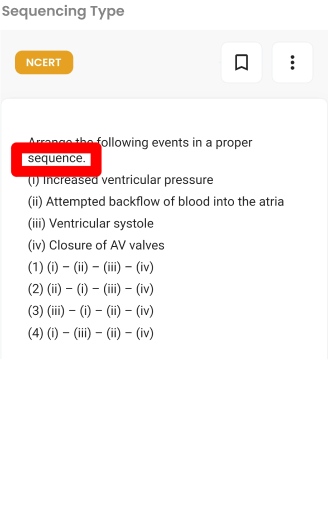 Sequencing Type
NCERT
Arrange the following events in a proper
sequence.
(i) Increased ventricular pressure
(ii) Attempted backflow of blood into the atria
(iii) Ventricular systole
(iv) Closure of AV valves
(1) (i) – (ii) – (iii) – (iv)
(2) (ii) – (i) – (iii) – (iv)
(3) (iii) – (i) – (ii) – (iv)
(4) (i) – (iii) – (ii) – (iv)